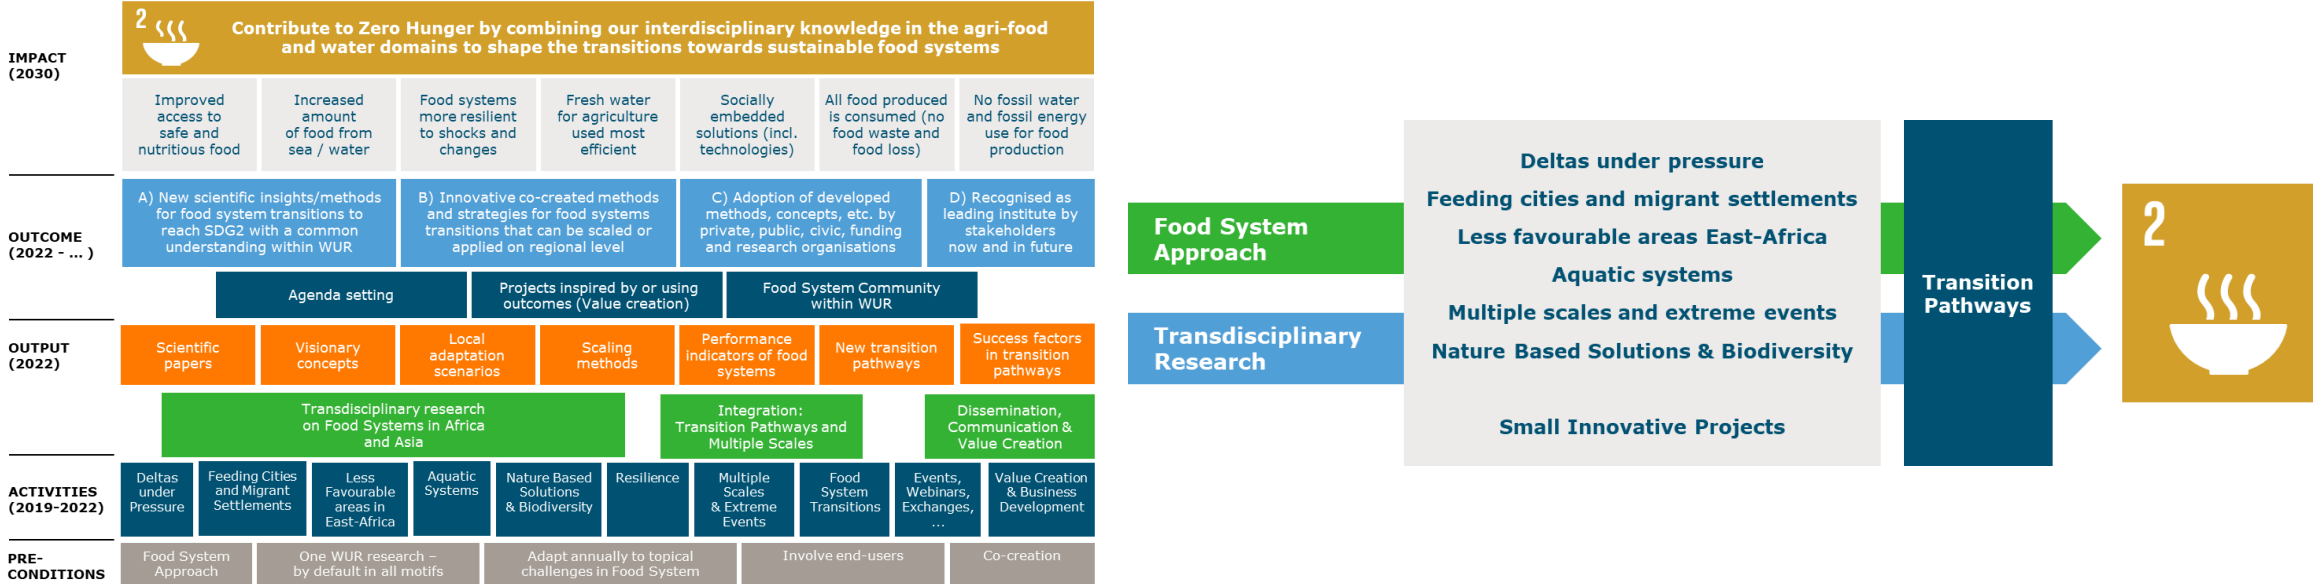 2
Contribute to Zero Hunger by combining our interdisciplinary knowledge in the agri-food
and water domains to shape the transitions towards sustainable food systems
IMPACT
(2030)
Improved
access to
safe and
nutritious food
Increased
amount
of food from
sea / water
Food systems
more resilient
to shocks and
changes
Fresh water
for agriculture
used most
efficient
Socially
embedded
solutions (incl.
technologies)
All food produced
is consumed (no
food waste and
food loss)
No fossil water
and fossil energy
use for food
production
OUTCOME
(2022 - ... )
A) New scientific insights/methods
for food system transitions to
reach SDG2 with a common
understanding within WUR
B) Innovative co-created methods
and strategies for food systems
transitions that can be scaled or
applied on regional level
C) Adoption of developed
methods, concepts, etc. by
private, public, civic, funding
and research organisations
D) Recognised as
leading institute by
stakeholders
now and in future
Agenda setting
Projects inspired by or using
outcomes (Value creation)
Food System Community
within WUR
OUTPUT
(2022)
Scientific
papers
Visionary
concepts
Local
adaptation
scenarios
Scaling
methods
Performance
indicators of food
systems
New transition
pathways
Success factors
in transition
pathways
Transdisciplinary research
on Food Systems in Africa
and Asia
Integration:
Transition Pathways and
Multiple Scales
Dissemination,
Communication &
Value Creation
ACTIVITIES
(2019-2022)
Deltas
under
Pressure
Feeding Cities
and Migrant
Settlements
Less
Favourable
areas in
East-Africa
Aquatic
Systems
Nature Based
Solutions
& Biodiversity
Resilience
Multiple
Scales
& Extreme
Events
Food
System
Transitions
Events,
Webinars,
Exchanges,
...
Value Creation
& Business
Development
PRE-
CONDITIONS
Food System
Approach
One WUR research –
by default in all motifs
Adapt annually to topical
challenges in Food System
Involve end-users
Co-creation
Food System
Approach
Transdisciplinary
Research
Deltas under pressure
Feeding cities and migrant settlements
Less favourable areas East-Africa
Aquatic systems
Multiple scales and extreme events
Nature Based Solutions & Biodiversity
Small Innovative Projects
Transition
Pathways
2